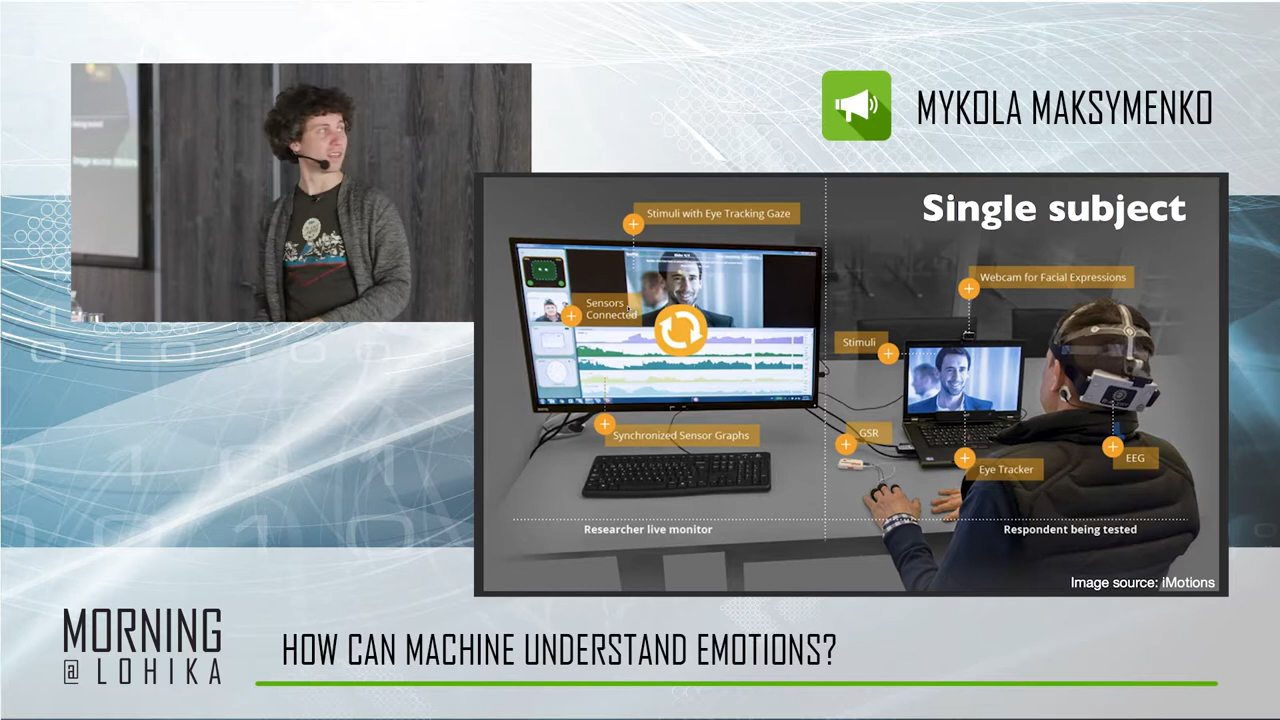 MYKOLA MAKSYMENKO
Single subject
Stimuli with Eye Tracking Gaze
Webcam for Facial Expressions
Sensors
Connected
Stimuli
Synchronized Sensor Graphs
GSR
Eye Tracker
EEG
Researcher live monitor
Respondent being tested
Image source: iMotions
MORNING
@ LOHIKA
HOW CAN MACHINE UNDERSTAND EMOTIONS?